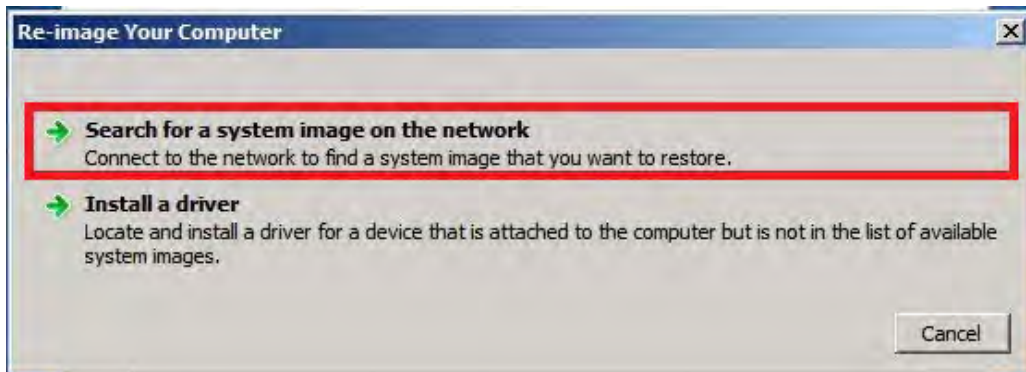 Re-image Your Computer
Search for a system image on the network
Connect to the network to find a system image that you want to restore.
Install a driver
Locate and install a driver for a device that is attached to the computer but is not in the list of available
system images.
Cancel